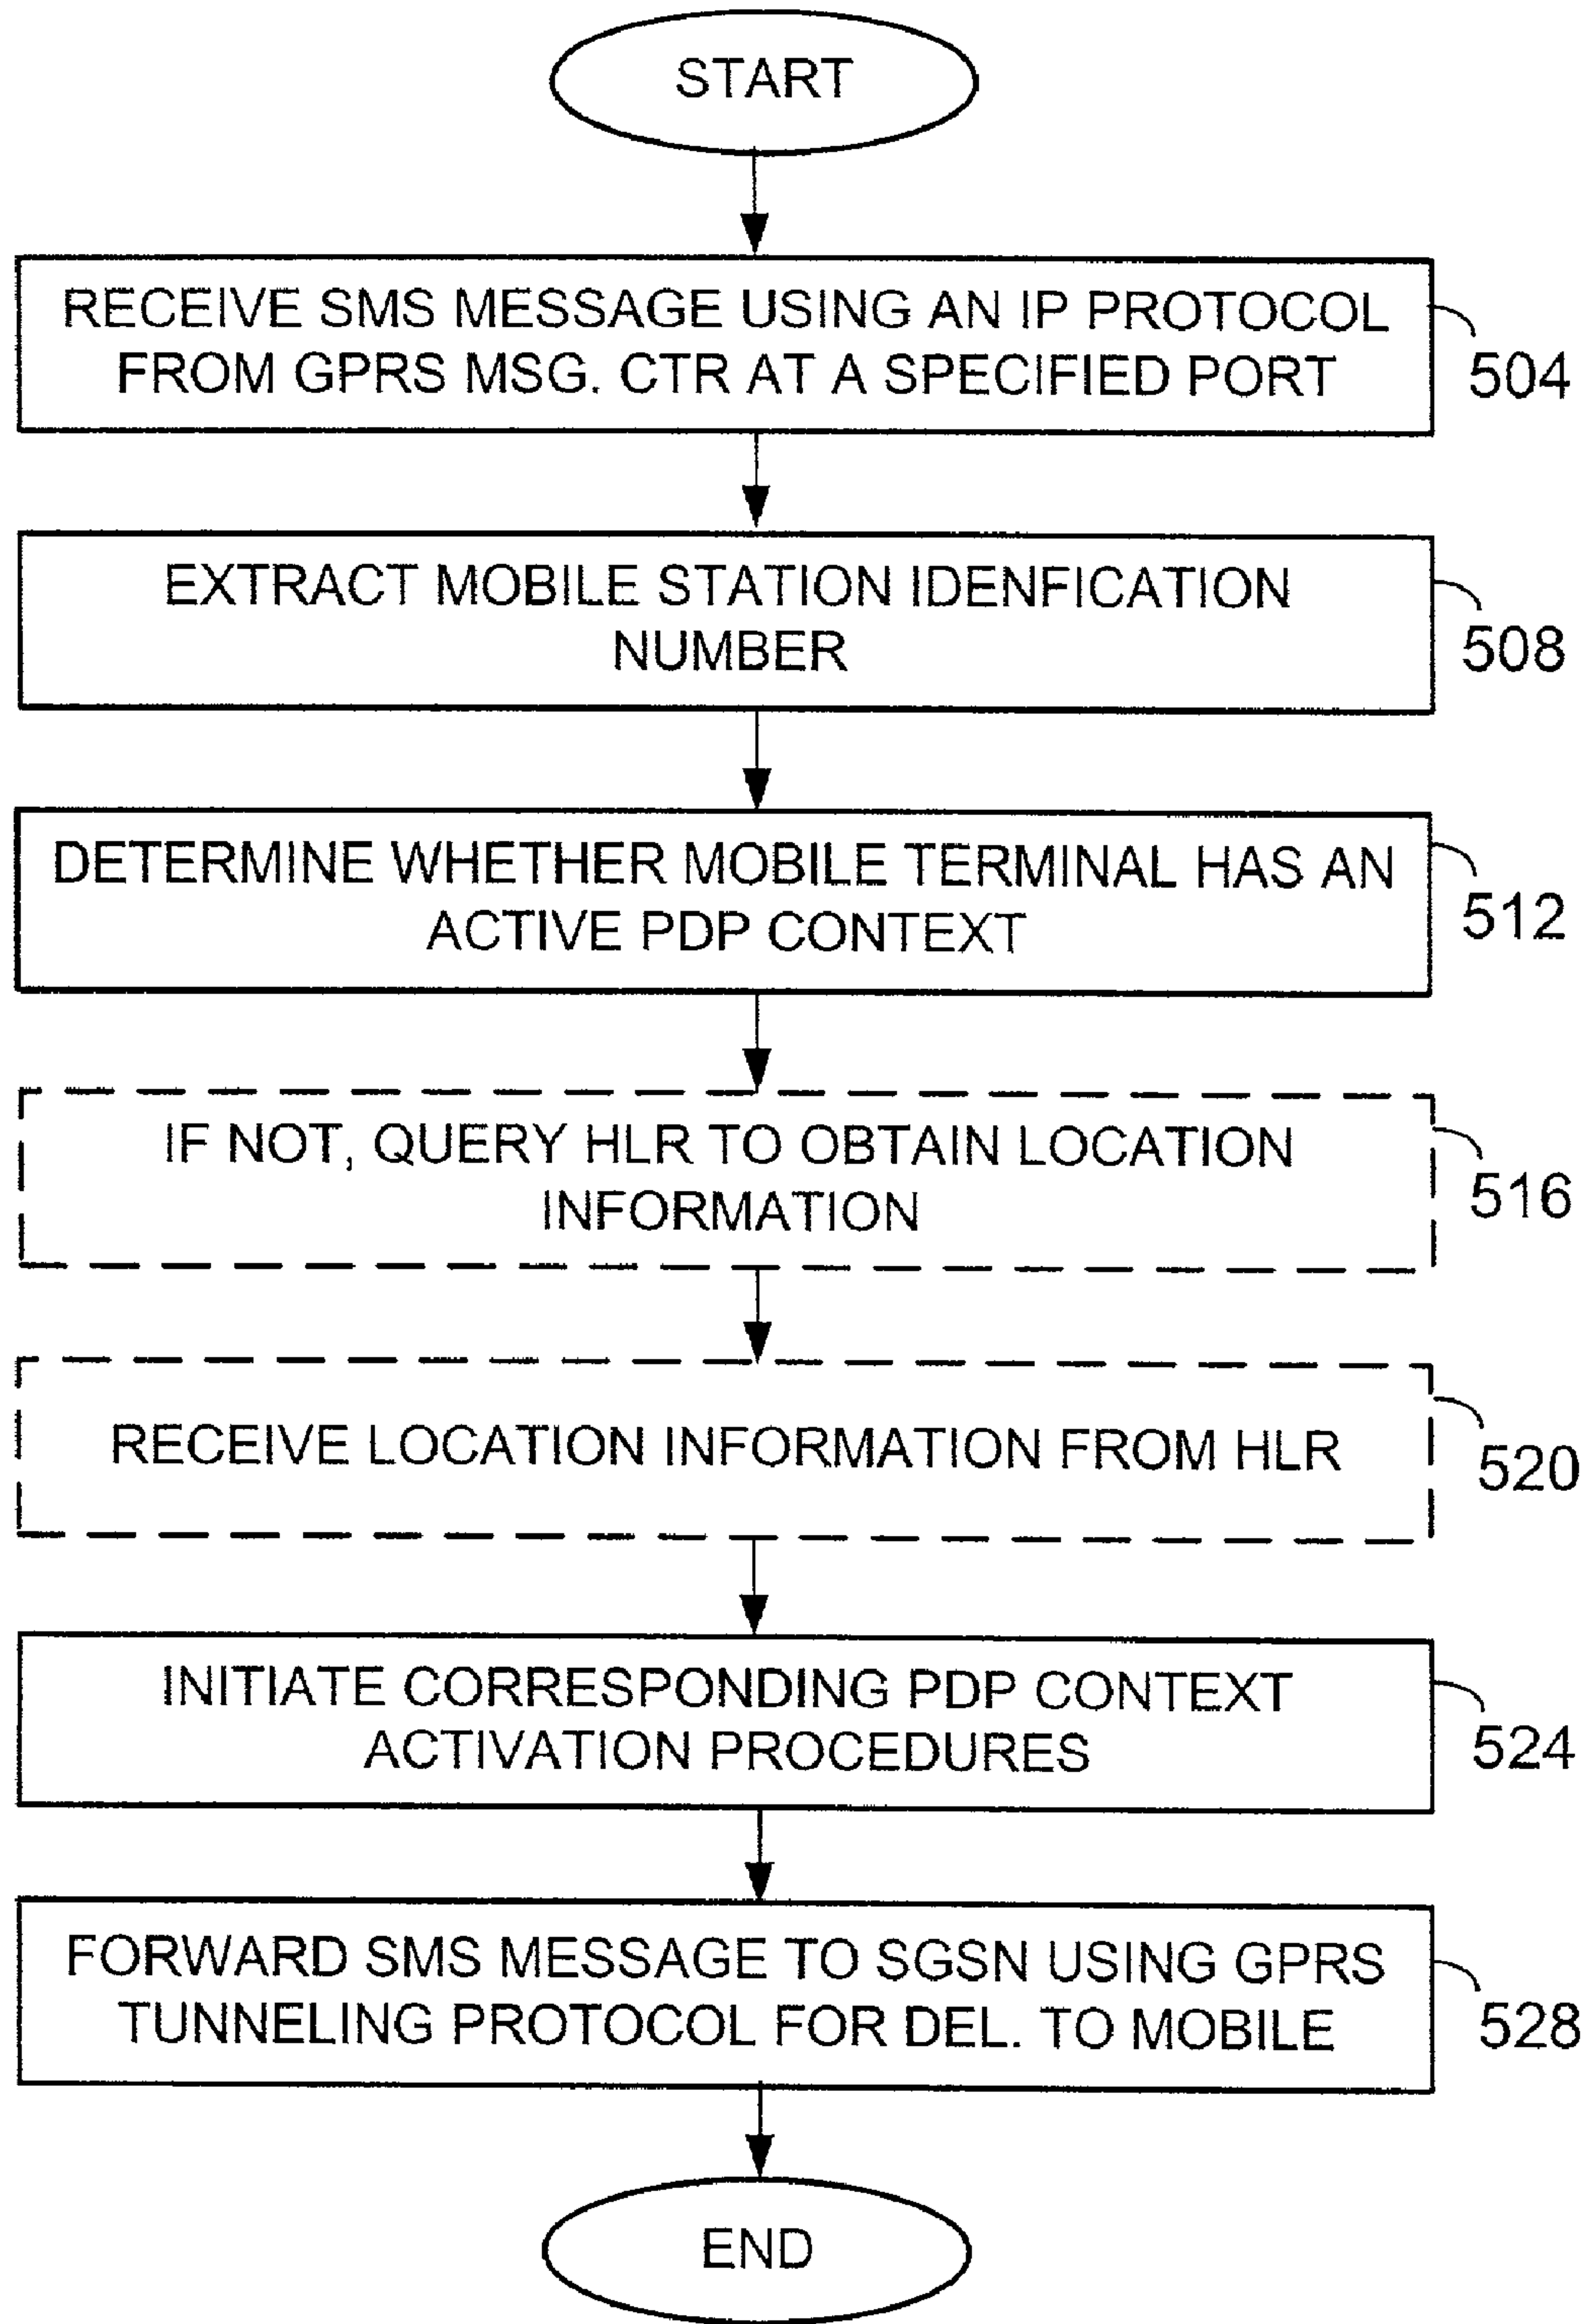 START
RECEIVE SMS MESSAGE USING AN IP PROTOCOL
FROM GPRS MSG. CTR AT A SPECIFIED PORT
504
EXTRACT MOBILE STATION IDENFICATION
NUMBER
508
DETERMINE WHETHER MOBILE TERMINAL HAS AN
ACTIVE PDP CONTEXT
512
IF NOT, QUERY HLR TO OBTAIN LOCATION
INFORMATION
516
RECEIVE LOCATION INFORMATION FROM HLR
520
INITIATE CORRESPONDING PDP CONTEXT
ACTIVATION PROCEDURES
524
FORWARD SMS MESSAGE TO SGSN USING GPRS
TUNNELING PROTOCOL FOR DEL. TO MOBILE
528
END